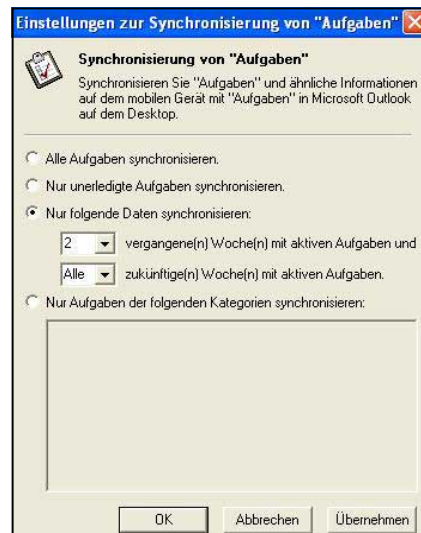 Einstellungen zur Synchronisierung von "Aufgaben"
Synchronisierung von "Aufgaben"
Synchronisieren Sie "Aufgaben" und ähnliche Informationen
auf dem mobilen Gerät mit "Aufgaben" in Microsoft Outlook
auf dem Desktop.
Alle Aufgaben synchronisieren.
Nur unerledigte Aufgaben synchronisieren.
Nur folgende Daten synchronisieren:
2 vergangene(n) Woche(n) mit aktiven Aufgaben und
Alle zukünftige(n) Woche(n) mit aktiven Aufgaben.
Nur Aufgaben der folgenden Kategorien synchronisieren:
OK Abbrechen Übernehmen